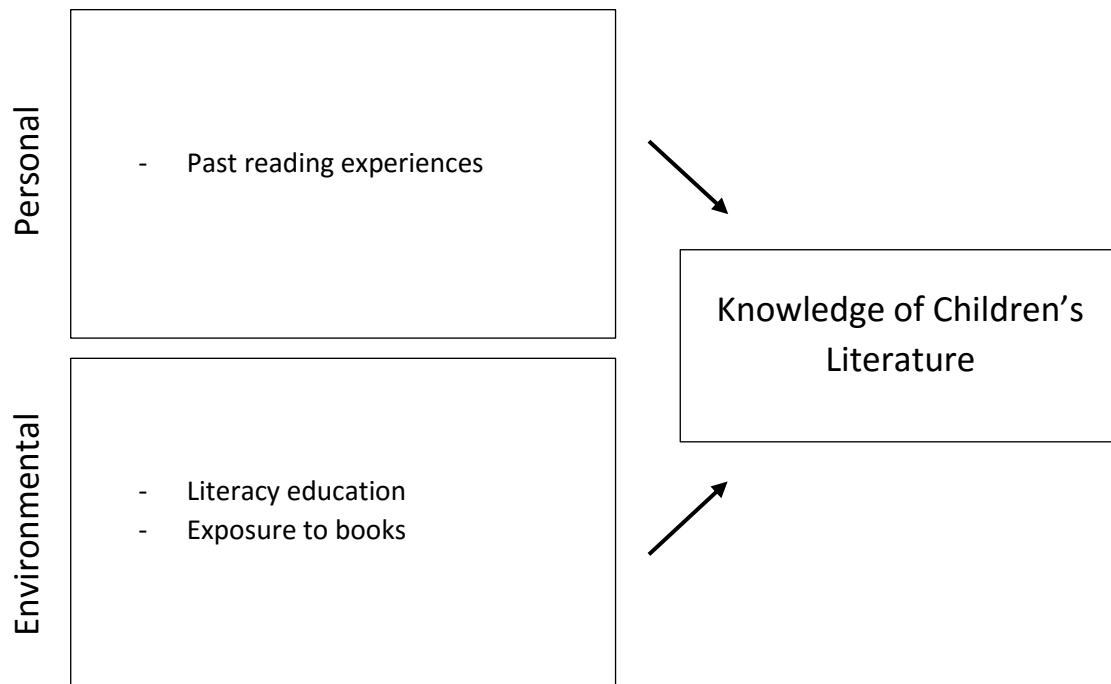 Personal
- Past reading experiences
Knowledge of Children’s
Literature
Environmental
- Literacy education
- Exposure to books